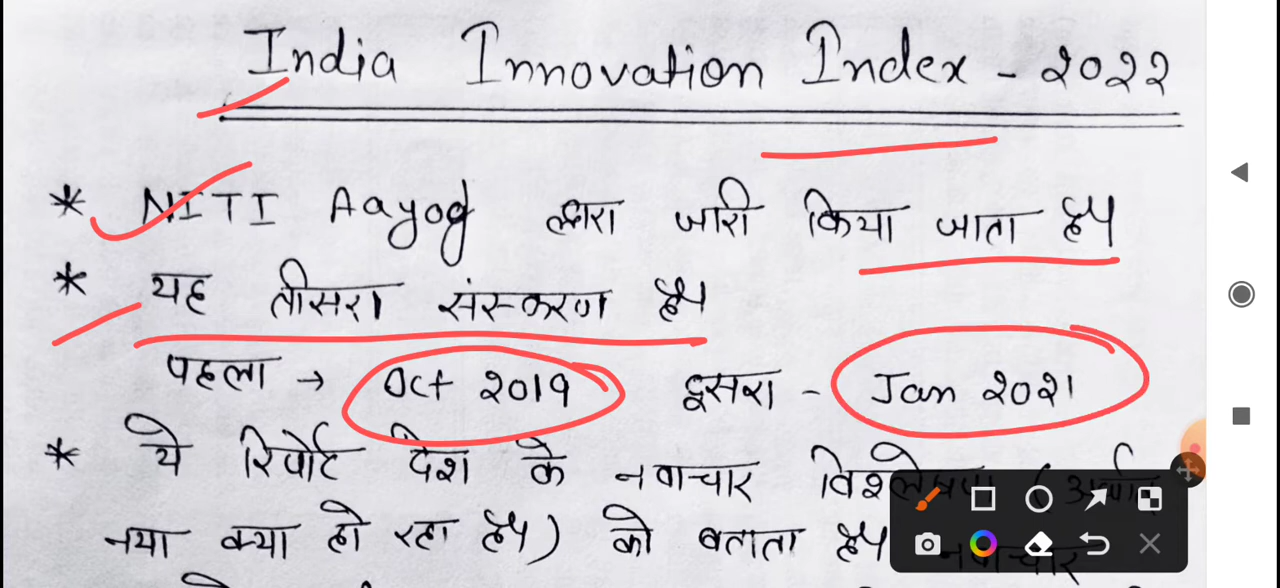 India Innovation Index - 2022
* NITI Aayog द्वारा जारी किया जाता है।
* यह तीसरा संस्करण है।
पहला → Oct 2019 दूसरा - Jan 2021
* ये रिपोर्ट देश के नवाचार विश्लेषण (अर्थात
नया क्या हो रहा है।) को बताता है। नवाचार